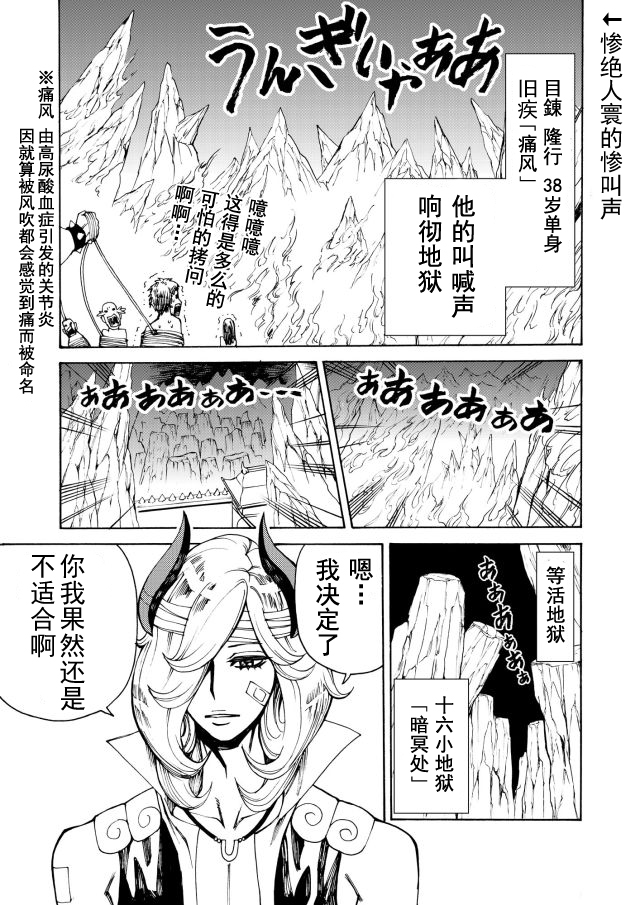 ←惨绝人寰的惨叫声
うんぎいやああ
目錬 隆行 38岁单身
旧疾「痛风」
他的叫喊声
响彻地狱
噫噫噫
这得是多么的
可怕的拷问
啊啊…
※痛风 由高尿酸血症引发的关节炎
因就算被风吹都会感觉到痛而被命名
ああああああ
ああああああ---
等活地狱
ああああああぁ
十六小地狱
「暗冥处」
嗯…
我决定了
你我果然还是
不适合啊